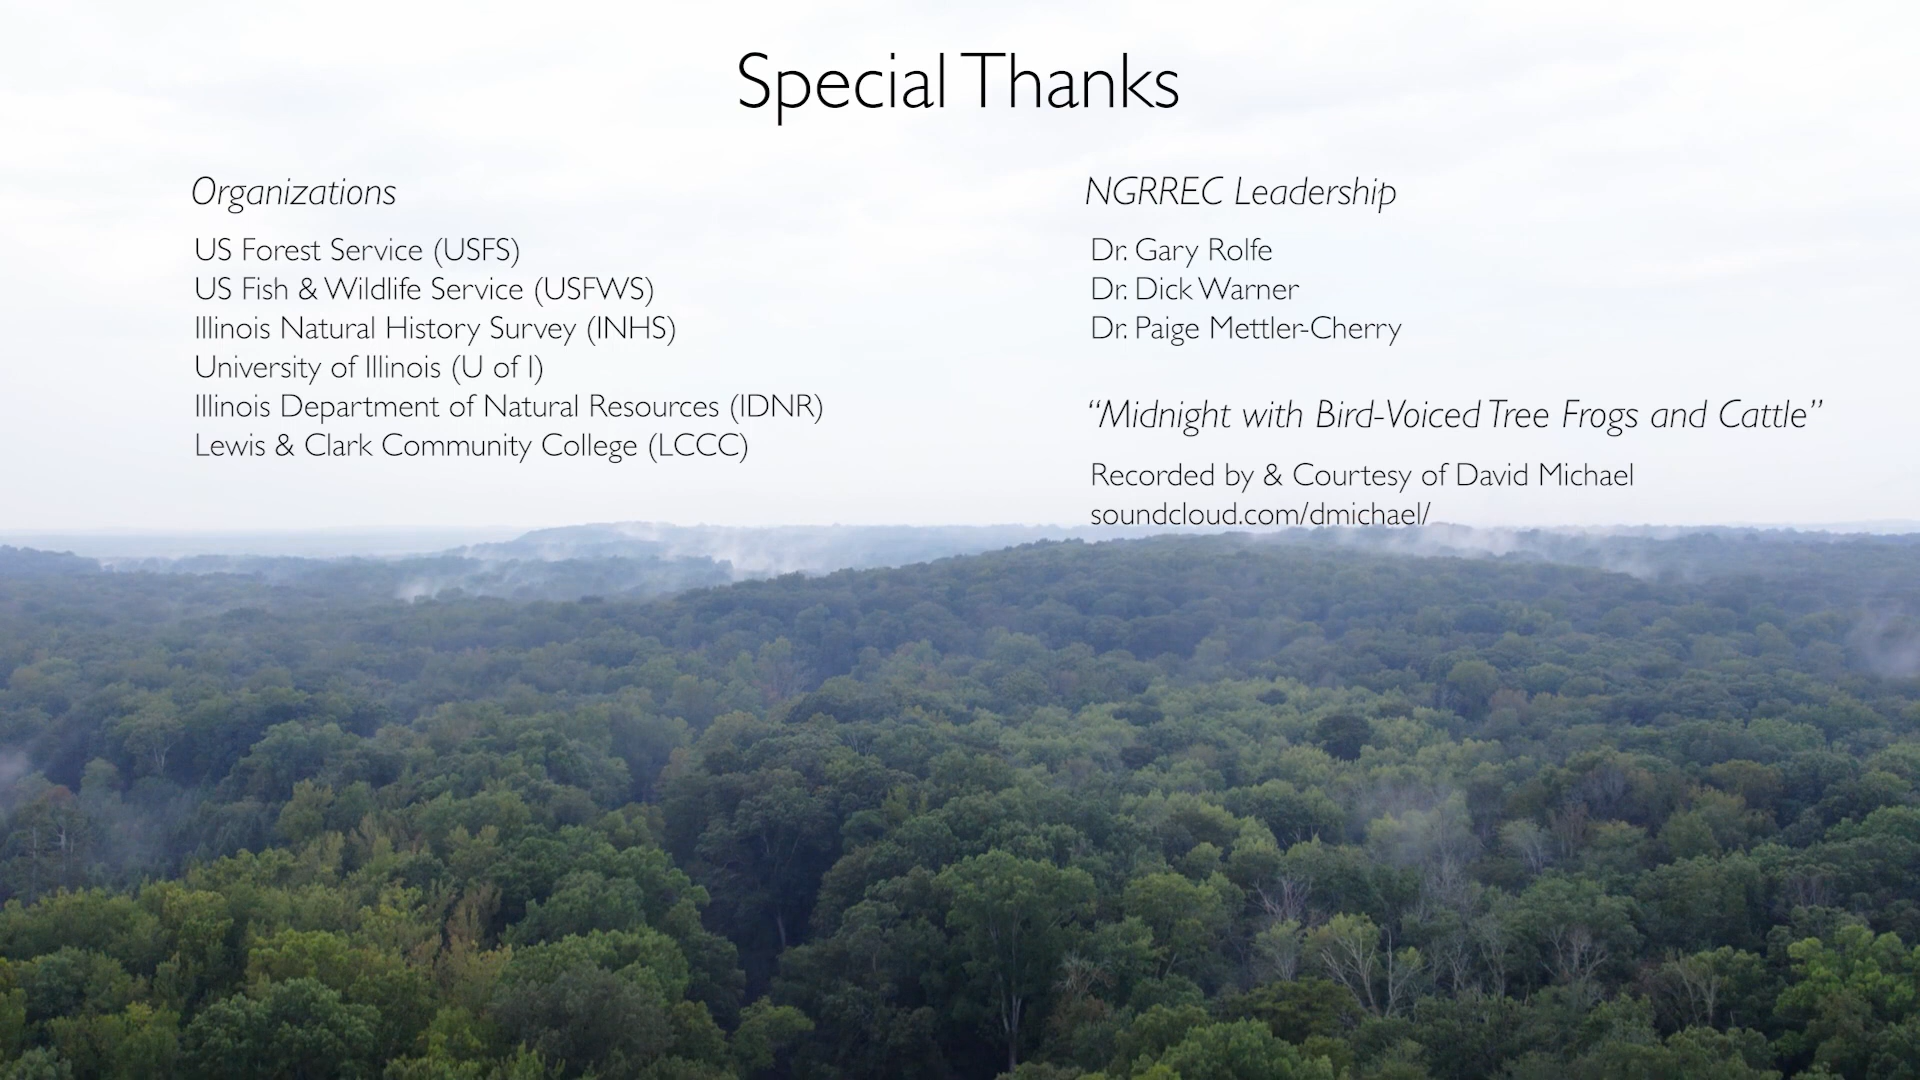 Special Thanks
Organizations
US Forest Service (USFS)
US Fish & Wildlife Service (USFWS)
Illinois Natural History Survey (INHS)
University of Illinois (U of I)
Illinois Department of Natural Resources (IDNR)
Lewis & Clark Community College (LCCC)
NGRREC Leadership
Dr. Gary Rolfe
Dr. Dick Warner
Dr. Paige Mettler-Cherry
“Midnight with Bird-Voiced Tree Frogs and Cattle”
Recorded by & Courtesy of David Michael
soundcloud.com/dmichael/